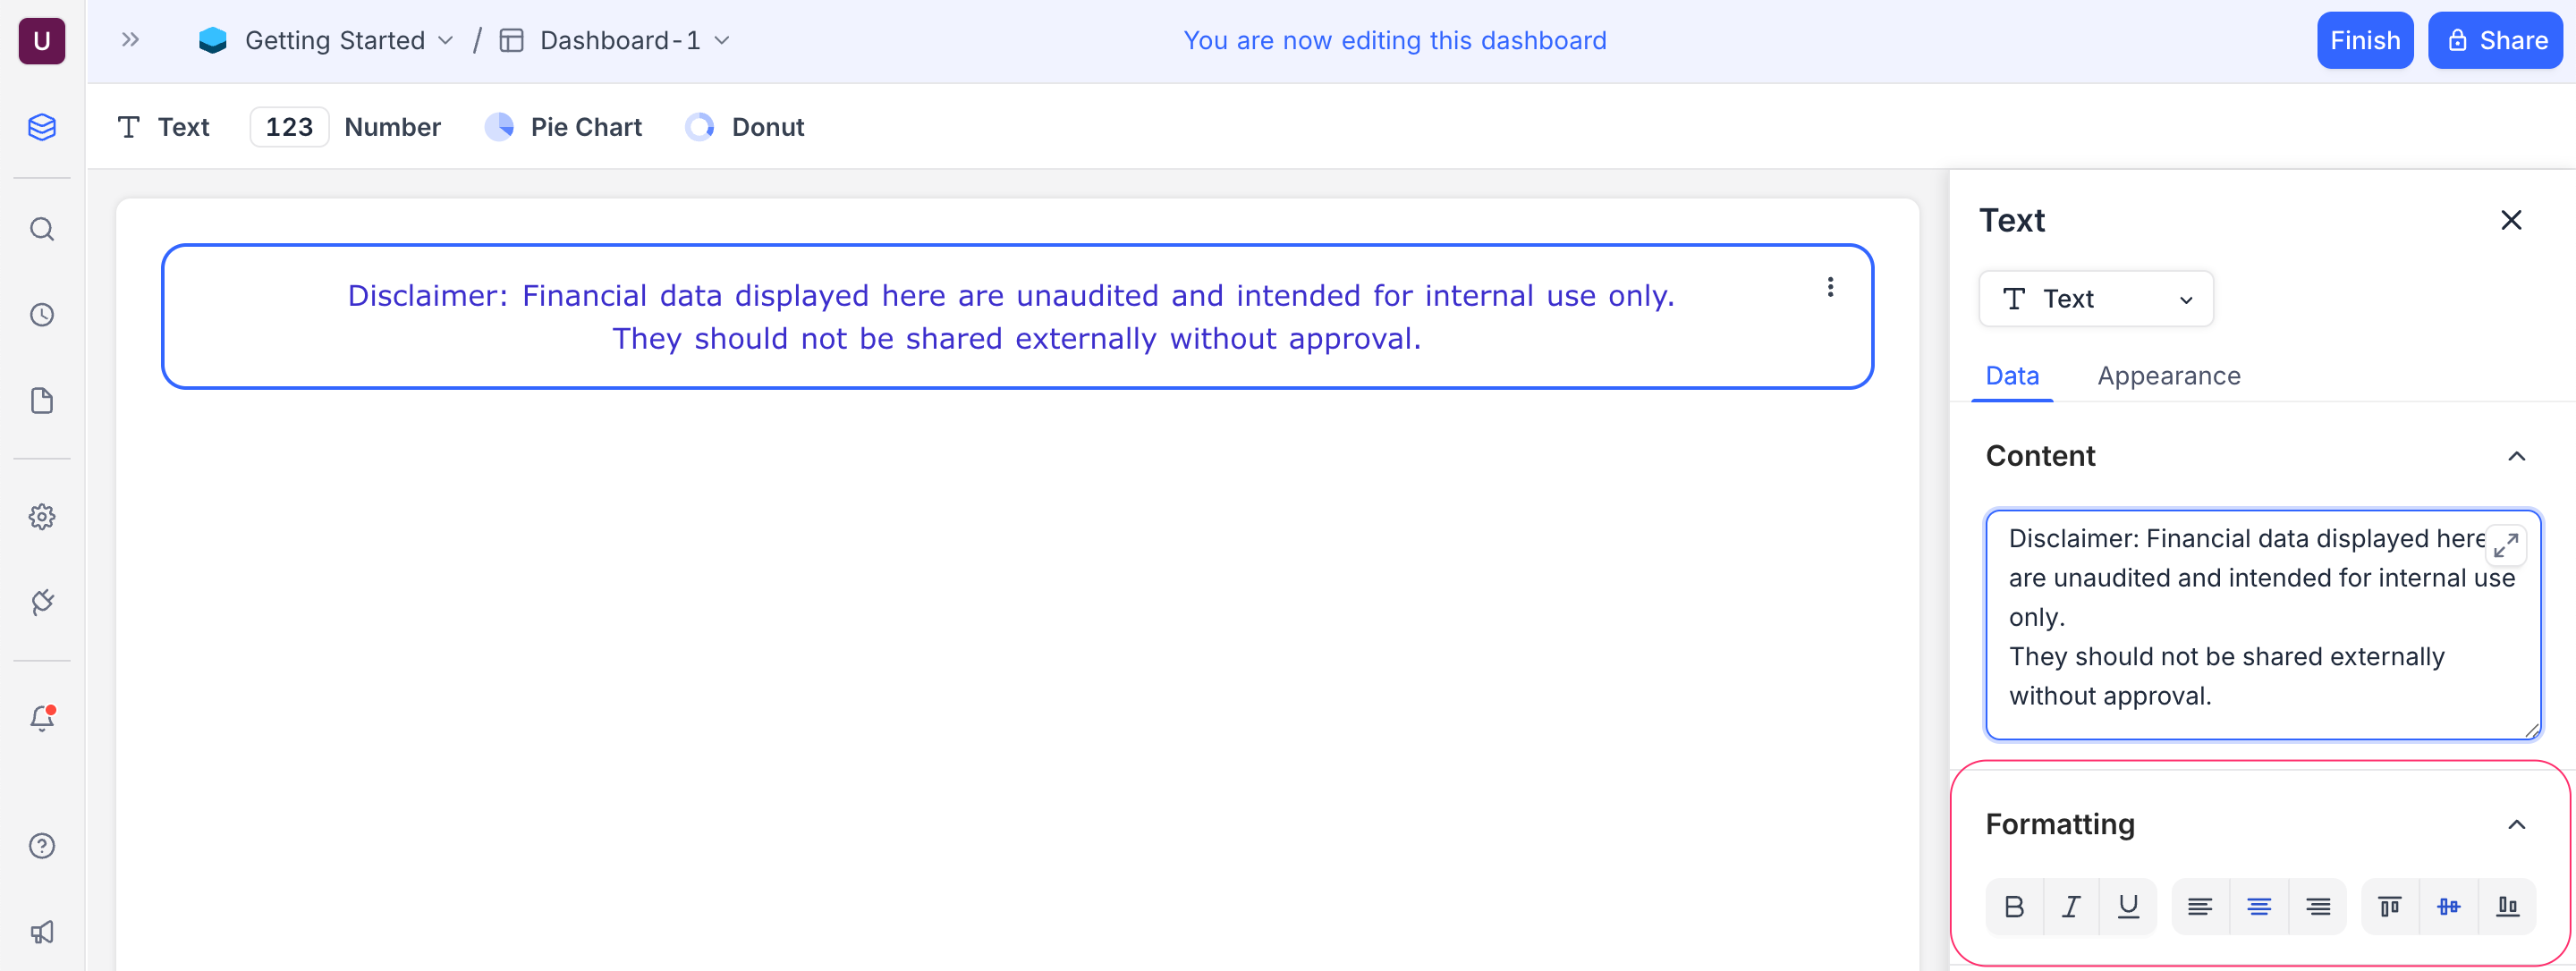 U
Getting Started / Dashboard-1
You are now editing this dashboard
Finish
Share
Text
123 Number
Pie Chart
Donut
Disclaimer: Financial data displayed here are unaudited and intended for internal use only.
They should not be shared externally without approval.
Text
Text
Data
Appearance
Content
Disclaimer: Financial data displayed here
are unaudited and intended for internal use
only.
They should not be shared externally
without approval.
Formatting
B I U